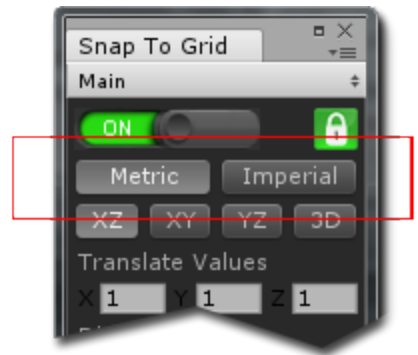 Snap To Grid
Main
ON
Metric Imperial
XZ XY YZ 3D
Translate Values
X 1 Y 1 Z 1